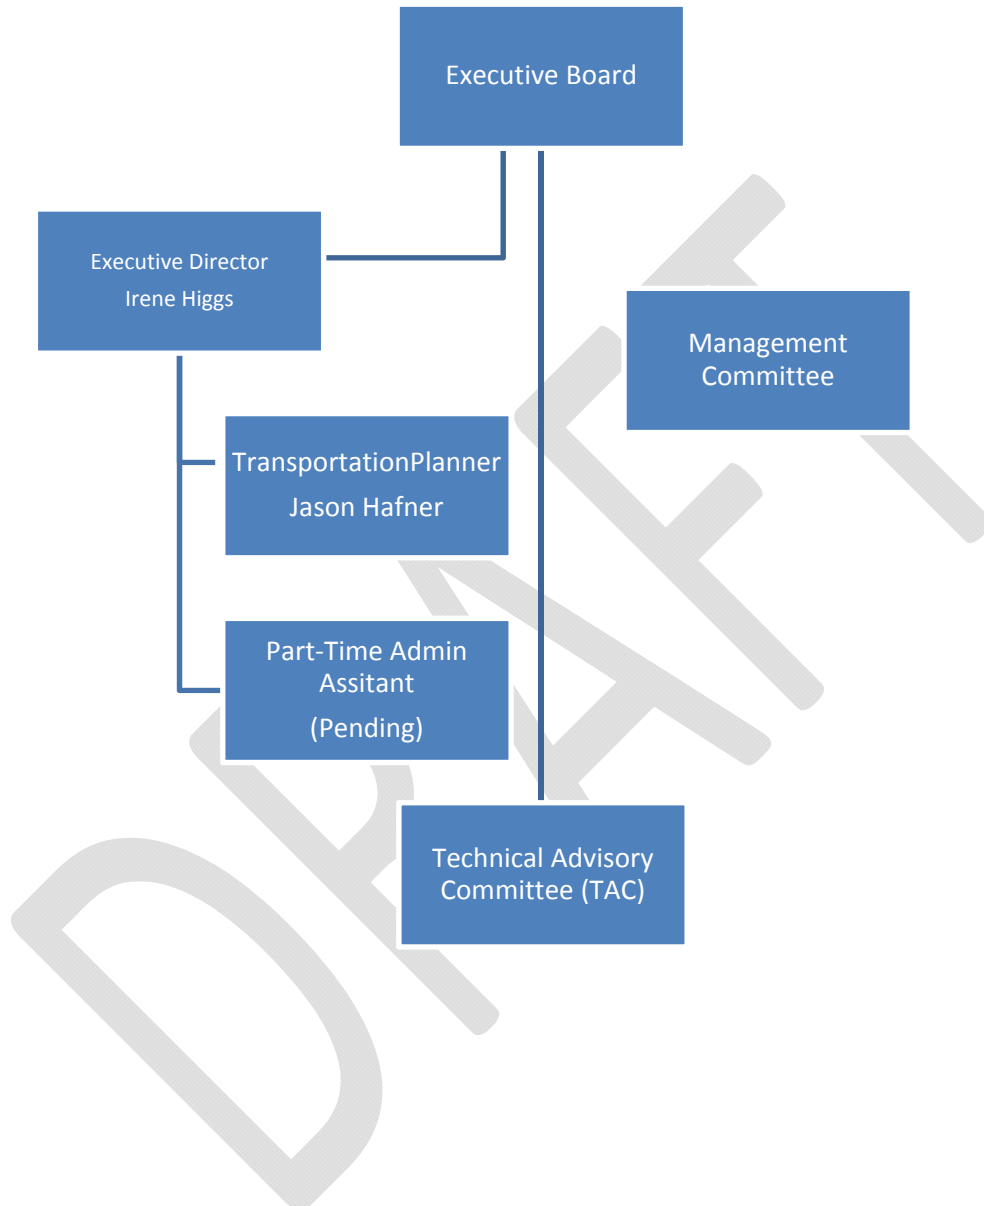 Executive Board
Executive Director
Irene Higgs
Management
Committee
TransportationPlanner
Jason Hafner
Part-Time Admin
Assitant
(Pending)
Technical Advisory
Committee (TAC)
DRAFT